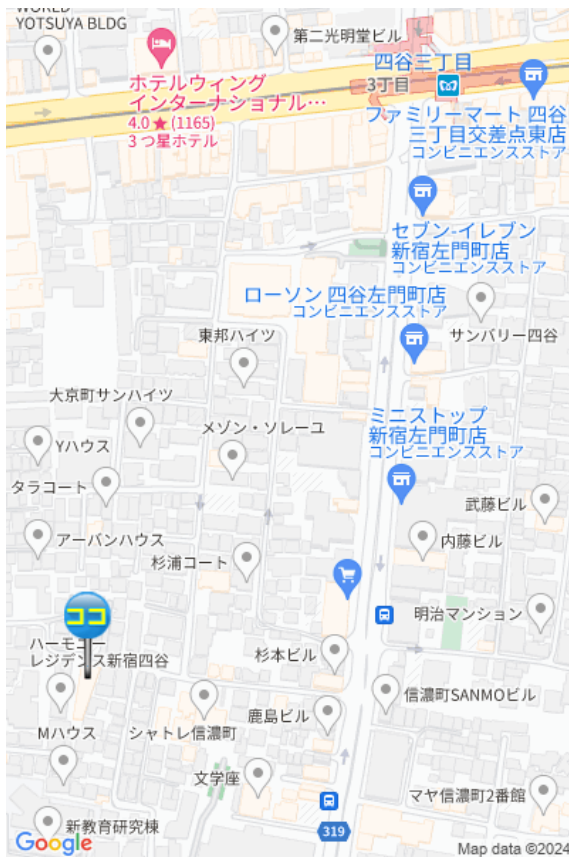 WORLD
YOTSUYA BLDG
第二光明堂ビル
四谷三丁目
3丁目
ホテルウィング
インターナショナル…
4.0★(1165)
3 つ星ホテル
ファミリーマート 四谷
三丁目交差点東店
コンビニエンスストア
セブン-イレブン
新宿左門町店
コンビニエンスストア
ローソン 四谷左門町店
コンビニエンスストア
サンバリー四谷
東邦ハイツ
大京町サンハイツ
メゾン・ソレーユ
ミニストップ
新宿左門町店
コンビニエンスストア
Yハウス
タラコート
武藤ビル
アーバンハウス
内藤ビル
杉浦コート
ココ
明治マンション
ハーモニー
レジデンス新宿四谷
杉本ビル
信濃町SANMOビル
Mハウス
シャトレ信濃町
鹿島ビル
文学座
マヤ信濃町2番館
新教育研究棟
319
Google
Map data ©2024